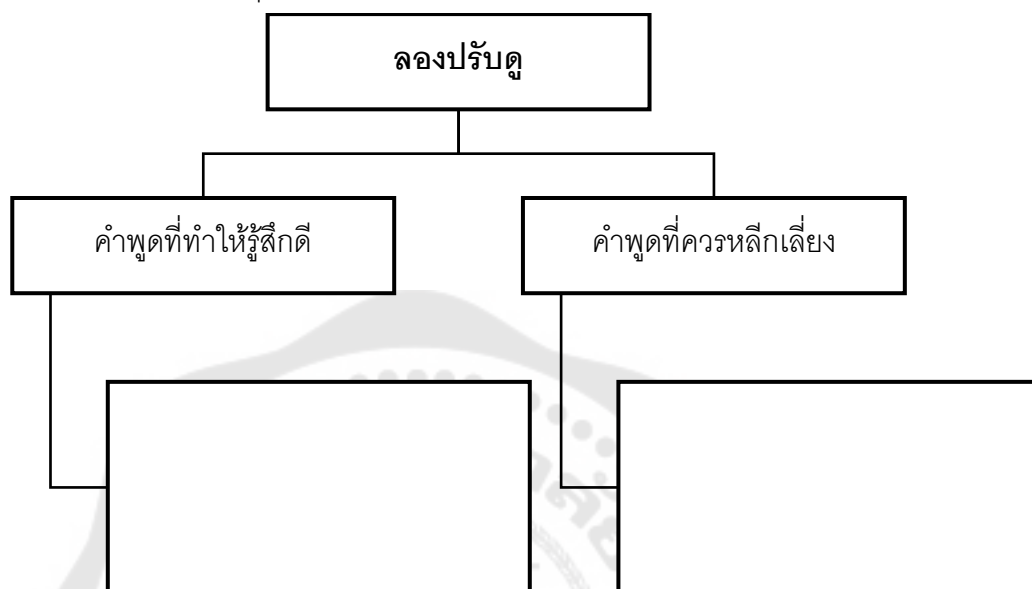 ลองปรับดู
คำพูดที่ทำให้รู้สึกดี
คำพูดที่ควรหลีกเลี่ยง